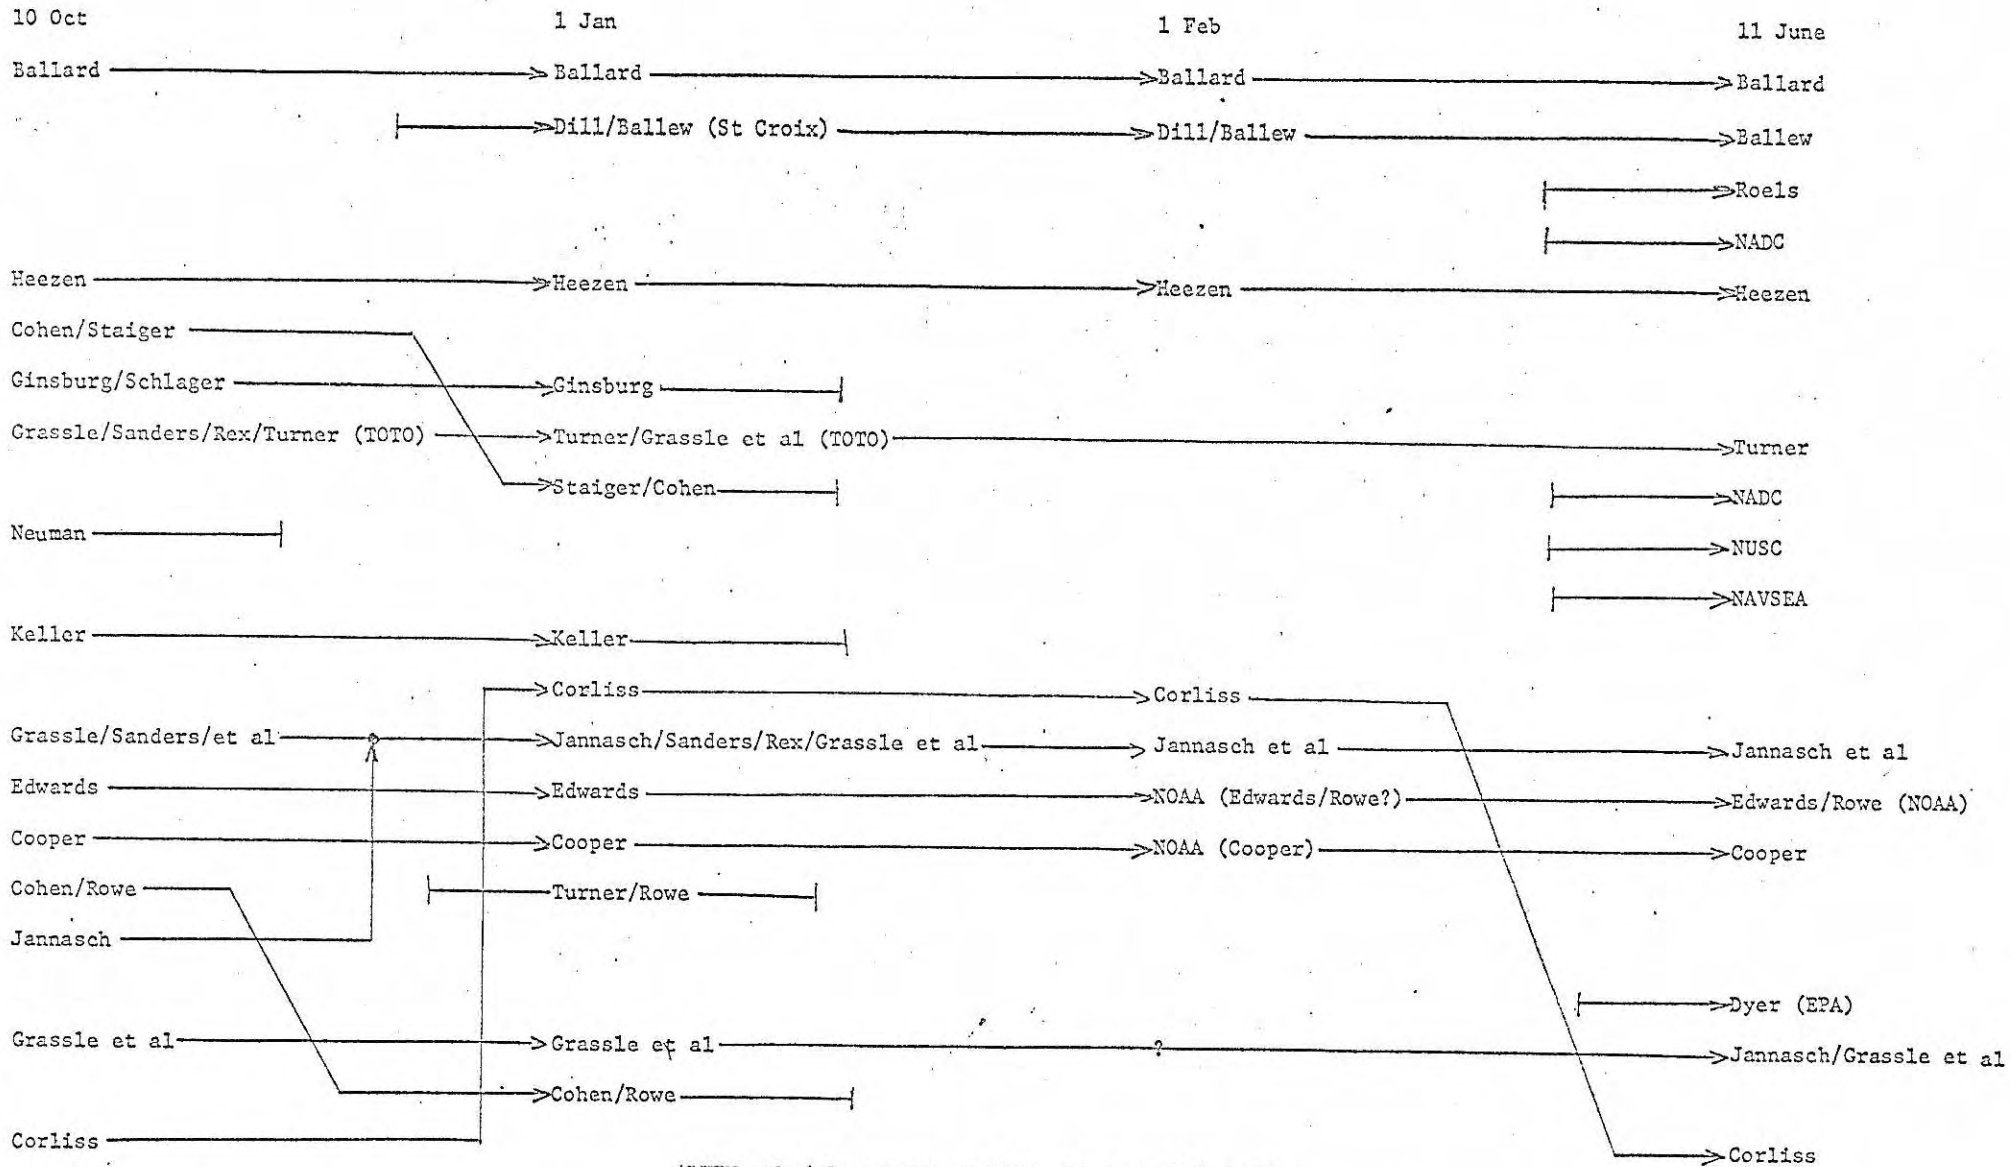 10 Oct 1 Jan 1 Feb 11 June
Ballard Ballard Ballard Ballard
Dill/Ballew (St Croix) Dill/Ballew Ballew
Roels
NADC
Heezen Heezen Heezen Heezen
Cohen/Staiger
Ginsburg/Schlager Ginsburg
Grassle/Sanders/Rex/Turner (TOTO) Turner/Grassle et al (TOTO) Turner
Staiger/Cohen NADC
Neuman NUSC
NAVSEA
Keller Keller
Corliss Corliss
Grassle/Sanders/et al Jannasch/Sanders/Rex/Grassle et al Jannasch et al Jannasch et al
Edwards Edwards NOAA (Edwards/Rowe?) Edwards/Rowe (NOAA)
Cooper Cooper NOAA (Cooper) Cooper
Cohen/Rowe Turner/Rowe
Jannasch
Dyer (EPA)
Grassle et al Grassle et al ? Jannasch/Grassle et al
Cohen/Rowe
Corliss Corliss